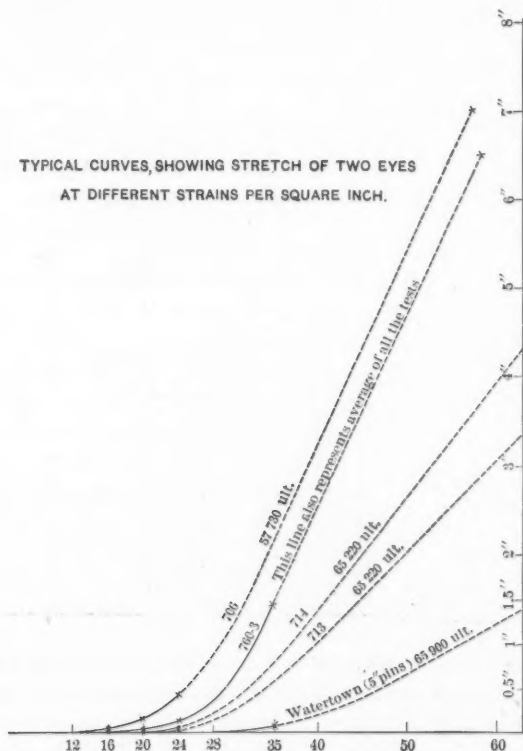 TYPICAL CURVES, SHOWING STRETCH OF TWO EYES
AT DIFFERENT STRAINS PER SQUARE INCH.
8"
7"
6"
5"
4"
3
2"
1.5"
1"
0.5"
57 730 ult.
706
This line also represents average of all the tests
760-3
65 220 ult.
714
65 220 ult.
713
Watertown (5" pins) 65 900 ult.
12 16 20 24 28 35 40 50 60